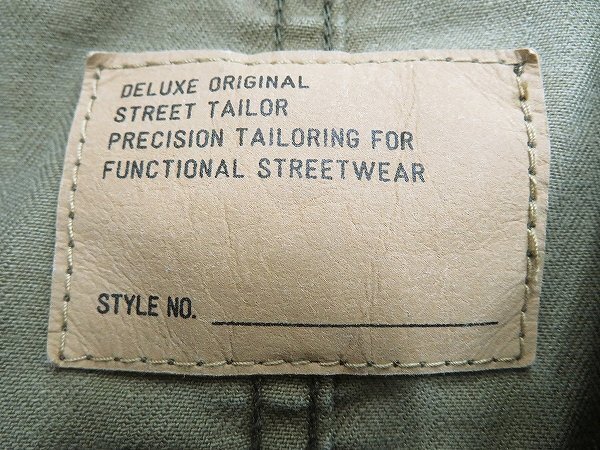 DELUXE ORIGINAL
STREET TAILOR
PRECISION TAILORING FOR
FUNCTIONAL STREETWEAR
STYLE NO.